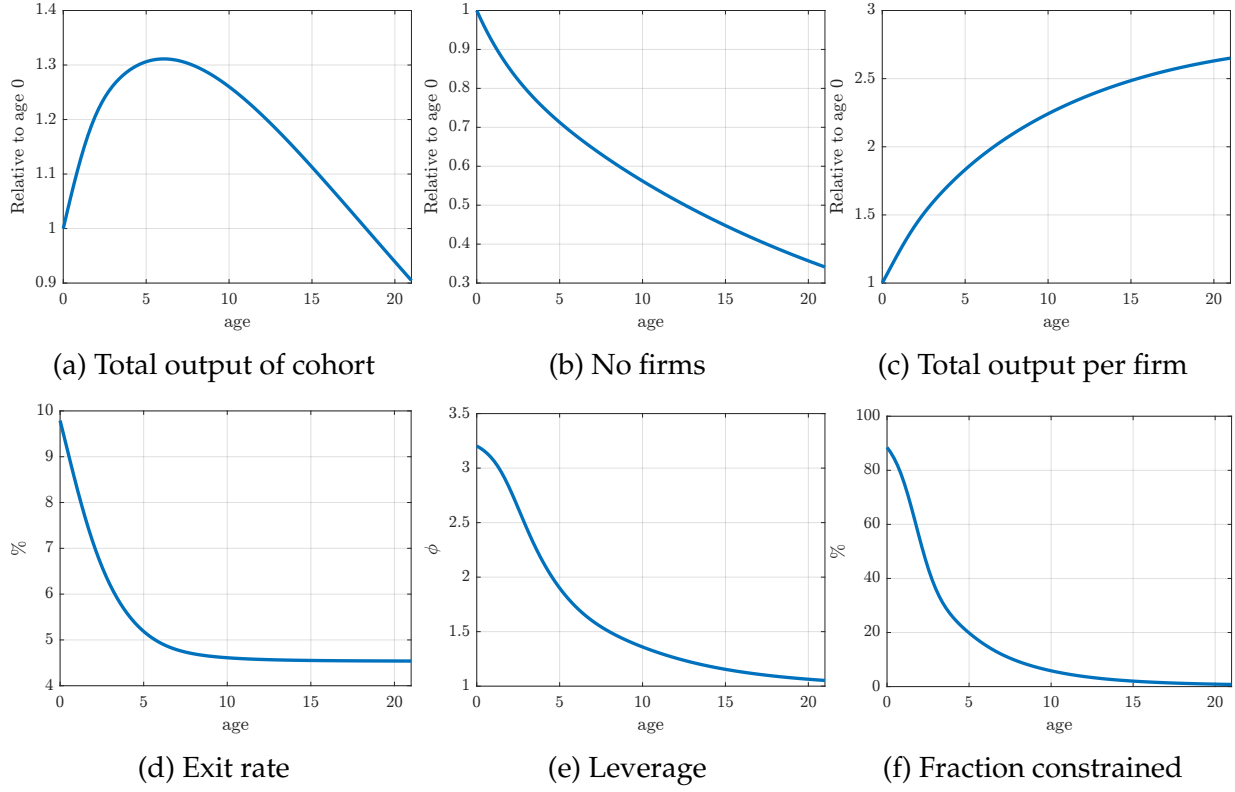 1.4
1.3
1.2
1.1
1
0.9
Relative to age 0
0 5 10 15 20
age
(a) Total output of cohort
1
0.9
0.8
0.7
0.6
0.5
0.4
0.3
Relative to age 0
0 5 10 15 20
age
(b) No firms
3
2.5
2
1.5
1
Relative to age 0
0 5 10 15 20
age
(c) Total output per firm
10
9
8
7
6
5
4
%
0 5 10 15 20
age
(d) Exit rate
3.5
3
2.5
2
1.5
1
ϕ
0 5 10 15 20
age
(e) Leverage
100
80
60
40
20
0
%
0 5 10 15 20
age
(f) Fraction constrained